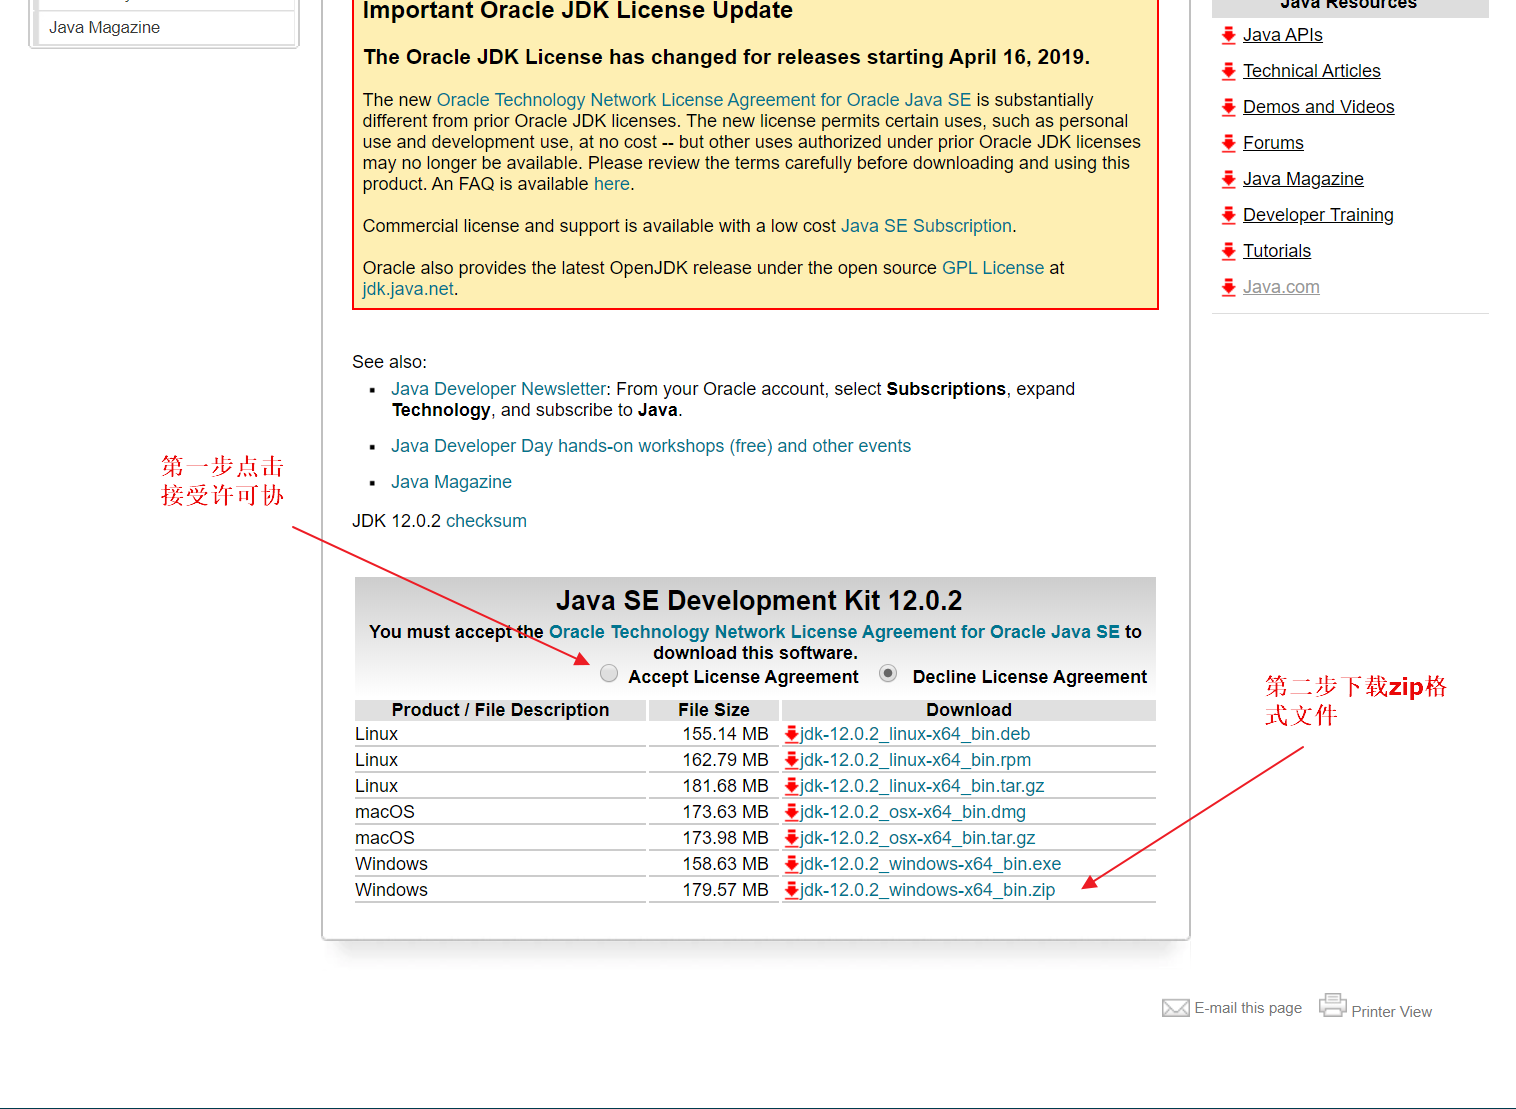 Java Magazine
Important Oracle JDK License Update
The Oracle JDK License has changed for releases starting April 16, 2019.
The new Oracle Technology Network License Agreement for Oracle Java SE is substantially
different from prior Oracle JDK licenses. The new license permits certain uses, such as personal
use and development use, at no cost -- but other uses authorized under prior Oracle JDK licenses
may no longer be available. Please review the terms carefully before downloading and using this
product. An FAQ is available here.
Commercial license and support is available with a low cost Java SE Subscription.
Oracle also provides the latest OpenJDK release under the open source GPL License at
jdk.java.net.
Java Resources
Java APIs
Technical Articles
Demos and Videos
Forums
Java Magazine
Developer Training
Tutorials
Java.com
See also:
Java Developer Newsletter: From your Oracle account, select Subscriptions, expand
Technology, and subscribe to Java.
Java Developer Day hands-on workshops (free) and other events
Java Magazine
JDK 12.0.2 checksum
第一步点击
接受许可协
Java SE Development Kit 12.0.2
You must accept the Oracle Technology Network License Agreement for Oracle Java SE to
download this software.
Accept License Agreement Decline License Agreement
Product / File Description File Size Download
Linux 155.14 MB jdk-12.0.2_linux-x64_bin.deb
Linux 162.79 MB jdk-12.0.2_linux-x64_bin.rpm
Linux 181.68 MB jdk-12.0.2_linux-x64_bin.tar.gz
macOS 173.63 MB jdk-12.0.2_osx-x64_bin.dmg
macOS 173.98 MB jdk-12.0.2_osx-x64_bin.tar.gz
Windows 158.63 MB jdk-12.0.2_windows-x64_bin.exe
Windows 179.57 MB jdk-12.0.2_windows-x64_bin.zip
第二步下载zip格
式文件
E-mail this page Printer View